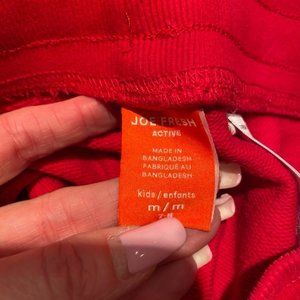 JOE FRESH
ACTIVE
MADE IN
BANGLADESH
FABRIQUÉ AU
BANGLADESH
kids / enfants
m / m